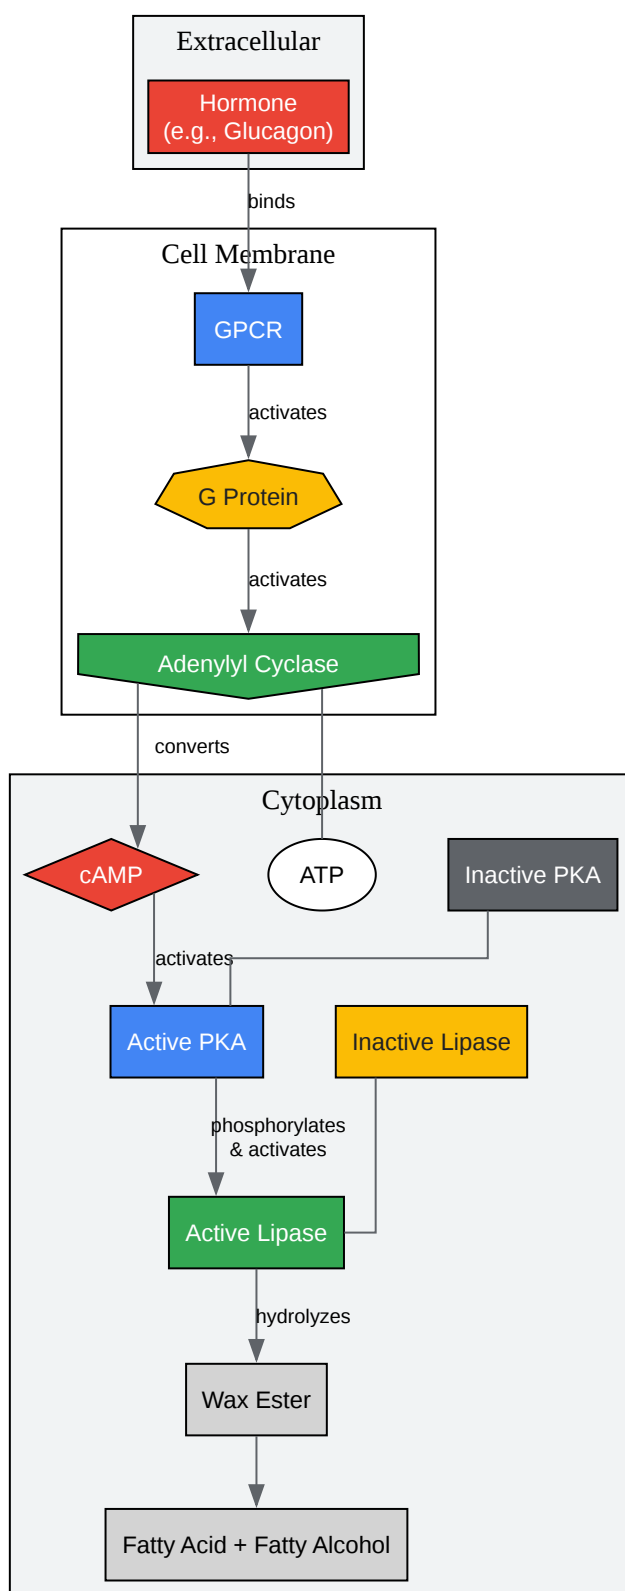 Extracellular
Hormone
(e.g., Glucagon)
binds
Cell Membrane
GPCR
activates
G Protein
activates
Adenylyl Cyclase
converts
Cytoplasm
cAMP
ATP
Inactive PKA
activates
Active PKA
Inactive Lipase
phosphorylates
& activates
Active Lipase
hydrolyzes
Wax Ester
Fatty Acid + Fatty Alcohol